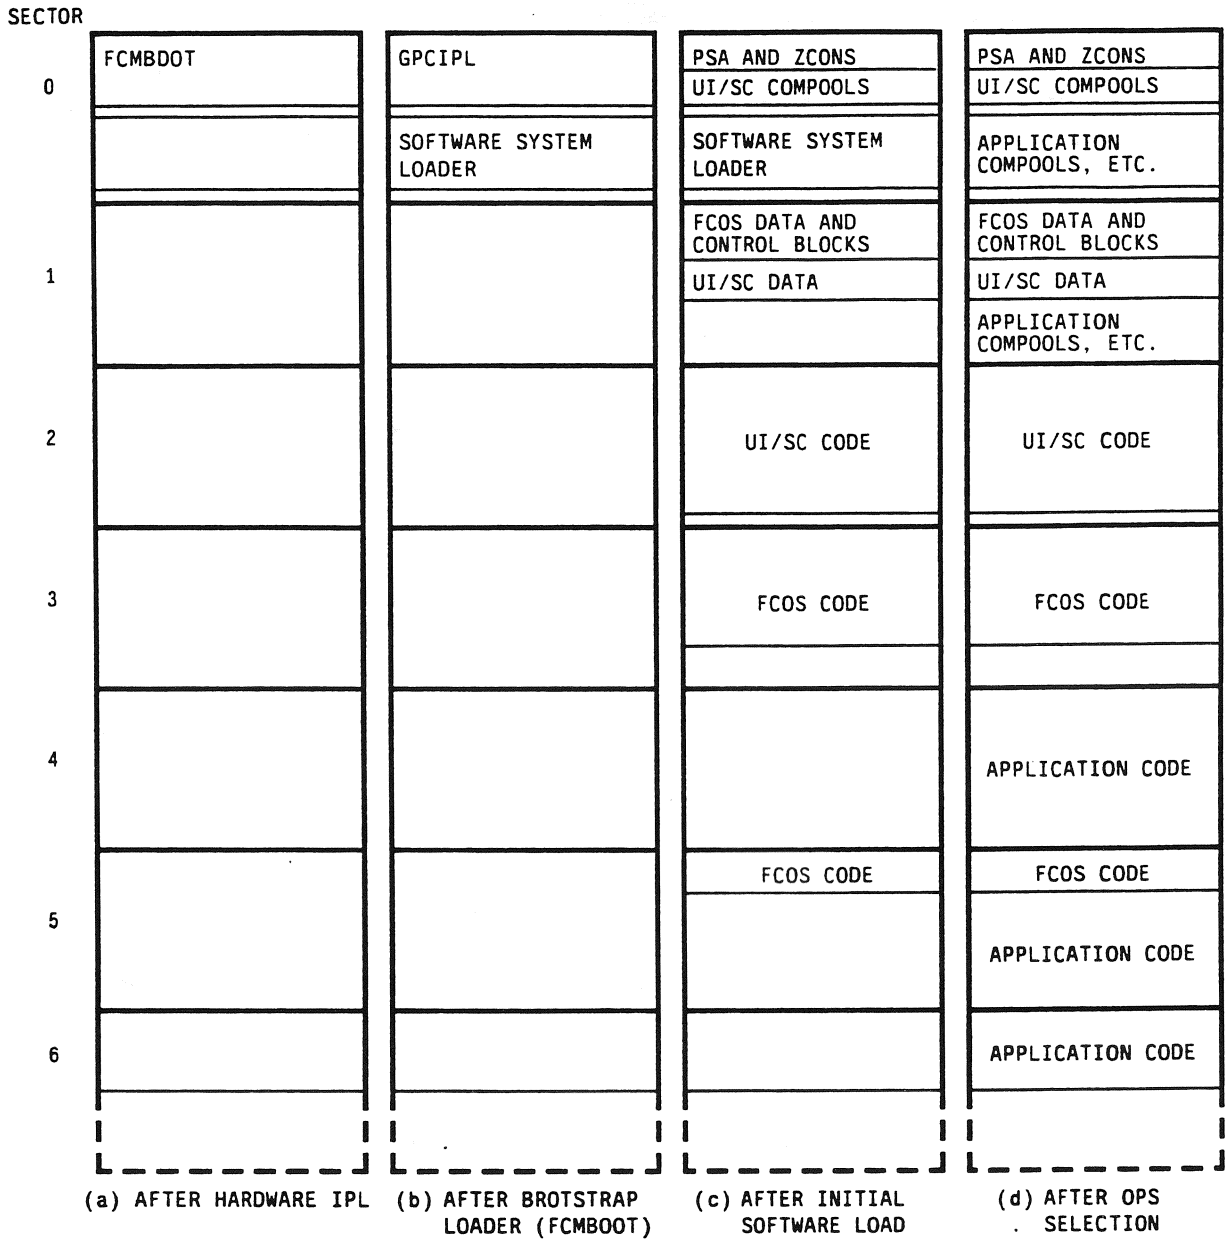 SECTOR
0
1
2
3
4
5
6
FCMBDOT
(a) AFTER HARDWARE IPL
GPCIPL
SOFTWARE SYSTEM
LOADER
(b) AFTER BROTSTRAP
LOADER (FCMBOOT)
PSA AND ZCONS
UI/SC COMPOOLS
SOFTWARE SYSTEM
LOADER
FCOS DATA AND
CONTROL BLOCKS
UI/SC DATA
UI/SC CODE
FCOS CODE
FCOS CODE
(c) AFTER INITIAL
SOFTWARE LOAD
PSA AND ZCONS
UI/SC COMPOOLS
APPLICATION
COMPOOLS, ETC.
FCOS DATA AND
CONTROL BLOCKS
UI/SC DATA
APPLICATION
COMPOOLS, ETC.
UI/SC CODE
FCOS CODE
APPLICATION CODE
FCOS CODE
APPLICATION CODE
APPLICATION CODE
(d) AFTER OPS
SELECTION